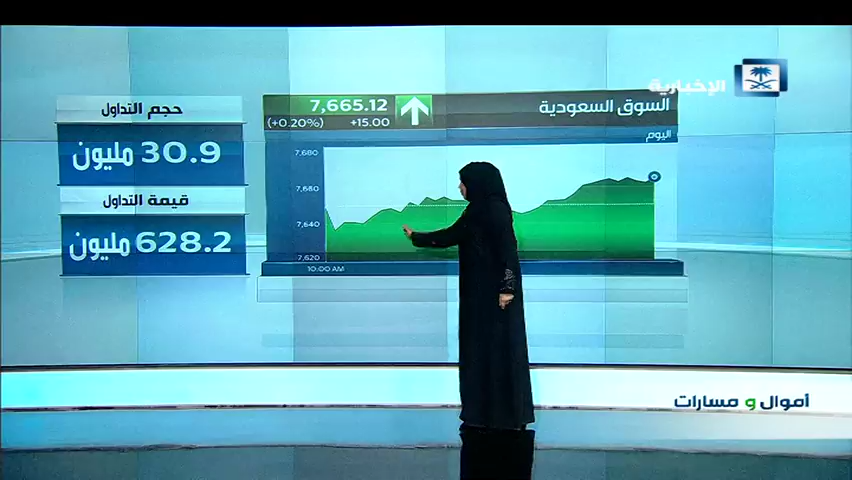 الإخبارية
السوق السعودية
7,665.12
(+0.20%) +15.00
اليوم
7,680
7,660
7,640
7,620
10:00 AM
حجم التداول
30.9 مليون
قيمة التداول
628.2 مليون
أموال و مسارات